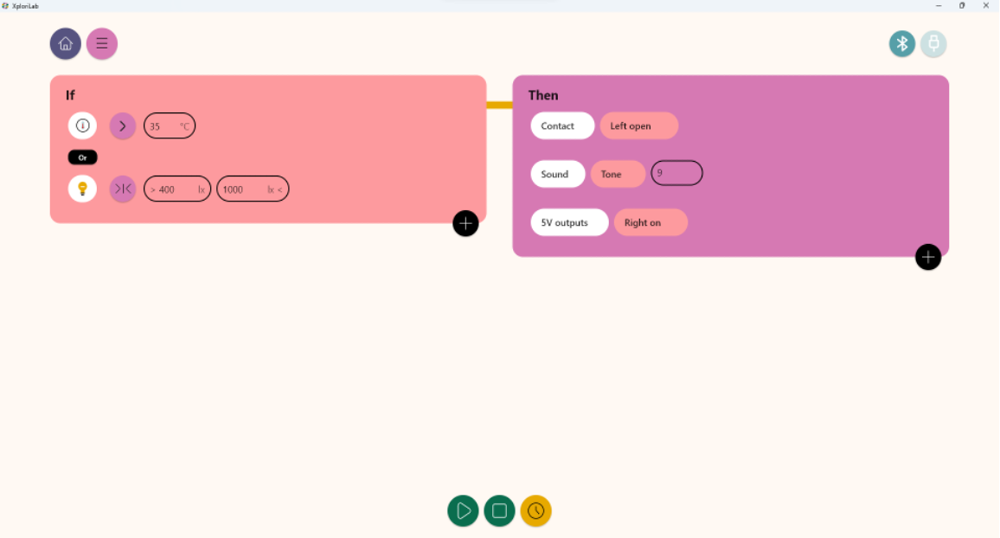 XplorLab
If
35 °C
Or
> 400 lx 1000 lx <
Then
Contact Left open
Sound Tone 9
5V outputs Right on